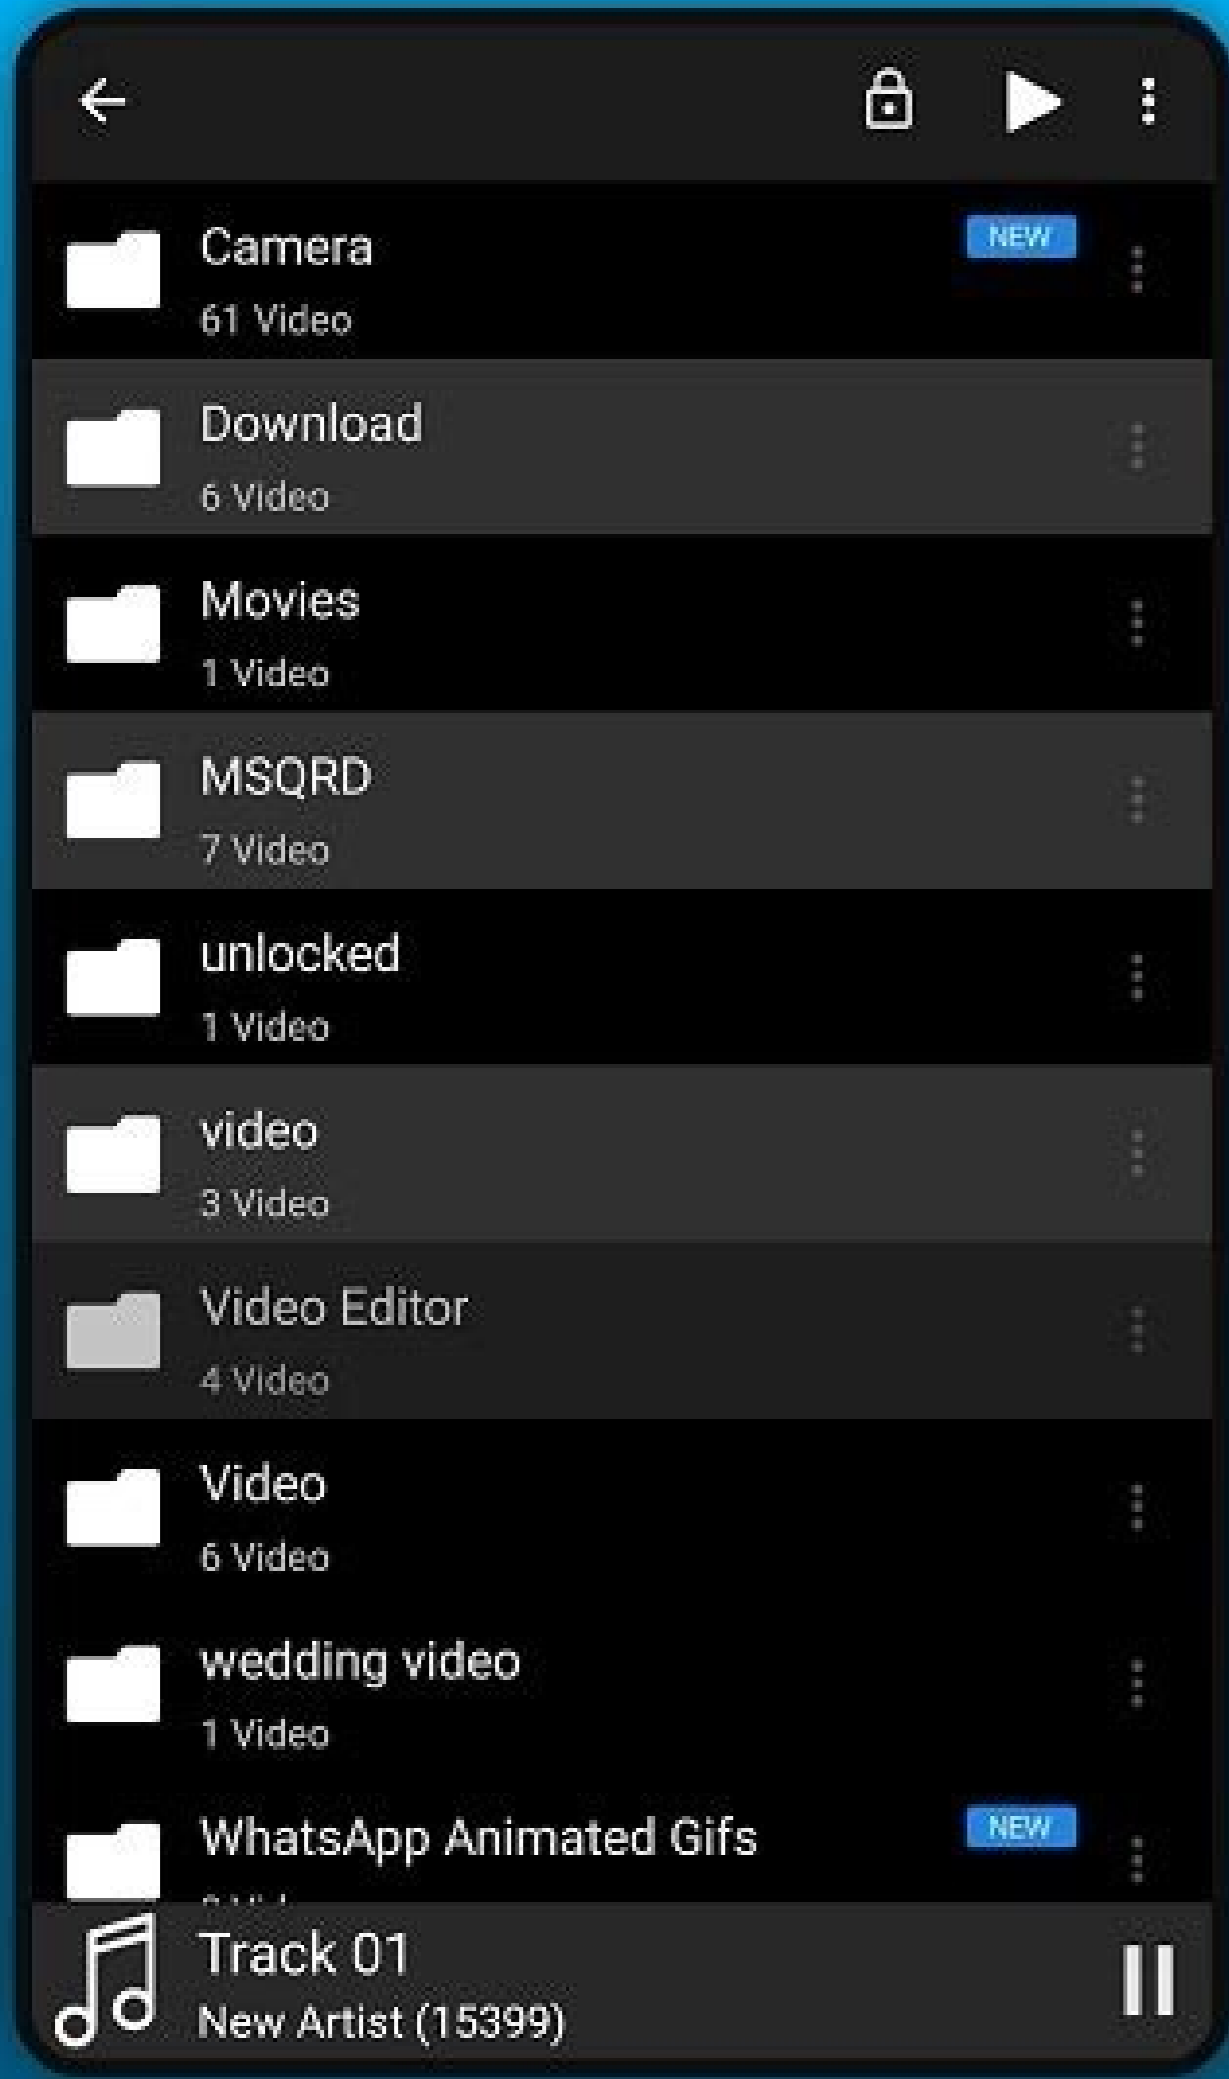 Camera
NEW
61 Video
Download
6 Video
Movies
1 Video
MSQRD
7 Video
unlocked
1 Video
video
3 Video
Video Editor
4 Video
Video
6 Video
wedding video
1 Video
WhatsApp Animated Gifs
NEW
Track 01
New Artist (15399)